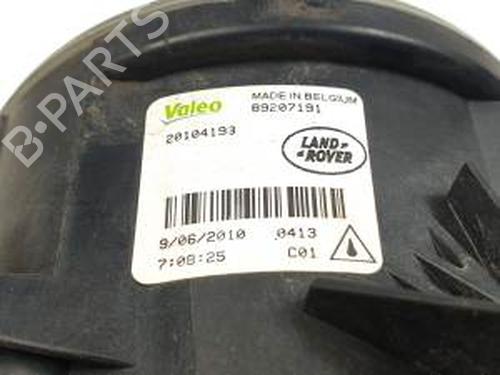 Valeo
MADE IN BELGIUM
89207191
20104193
LAND
ROVER
9/06/2010 0413
7:08:25 C01
B-PARTS